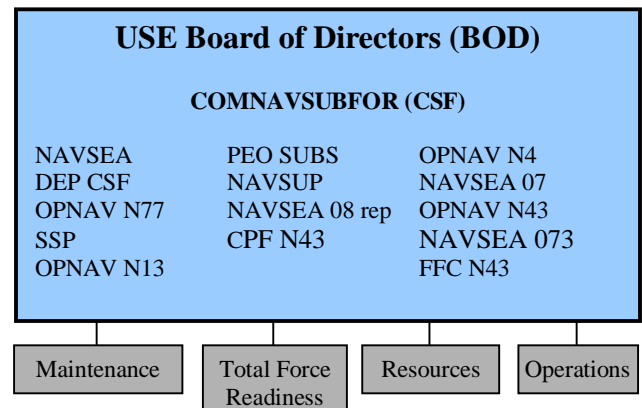 USE Board of Directors (BOD)
COMNAVSUBFOR (CSF)
NAVSEA PEO SUBS OPNAV N4
DEP CSF NAVSUP NAVSEA 07
OPNAV N77 NAVSEA 08 rep OPNAV N43
SSP CPF N43 NAVSEA 073
OPNAV N13 FFC N43
Maintenance Total Force Resources Operations
Readiness